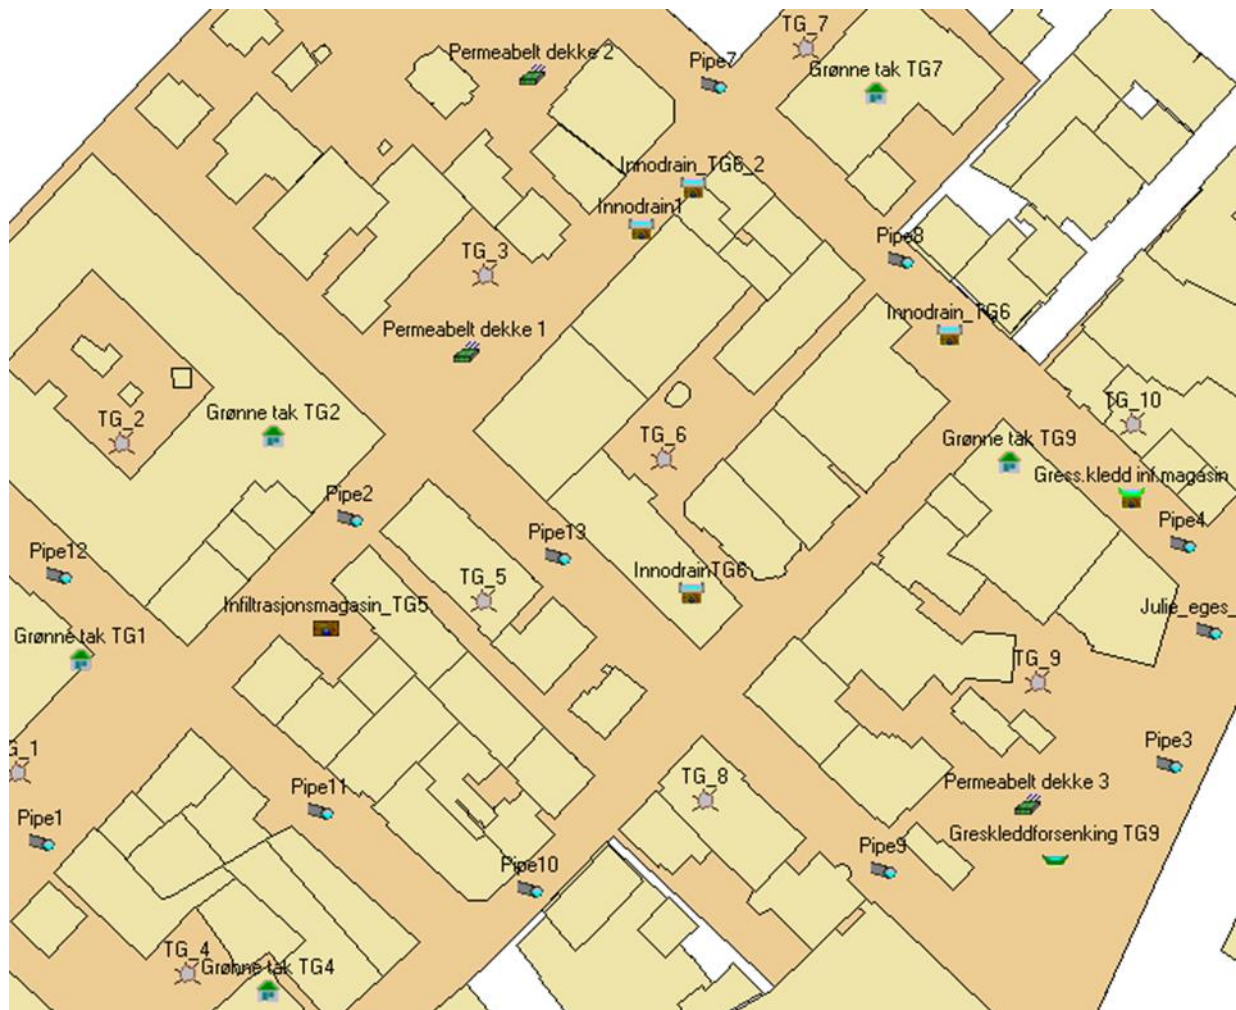 TG_7
Permeabelt dekke 2
Pipe7
Grønne tak TG7
Innodrain_TG6_2
Innodrain1
Pipe8
TG_3
Innodrain_TG6
Permeabelt dekke 1
TG_10
Grønne tak TG2
TG_2
TG_6
Grønne tak TG9
Gress.kledd inf.magasin
Pipe2
Pipe4
Pipe13
Pipe12
InnodrainTG6
TG_5
Infiltrasjonsmagasin_TG5
Julie_eges_
Grønne tak TG1
TG_9
Pipe3
G_1
TG_8
Permeabelt dekke 3
Pipe11
Pipe1
Greskleddforsenking TG9
Pipe9
Pipe10
TG_4
Grønne tak TG4